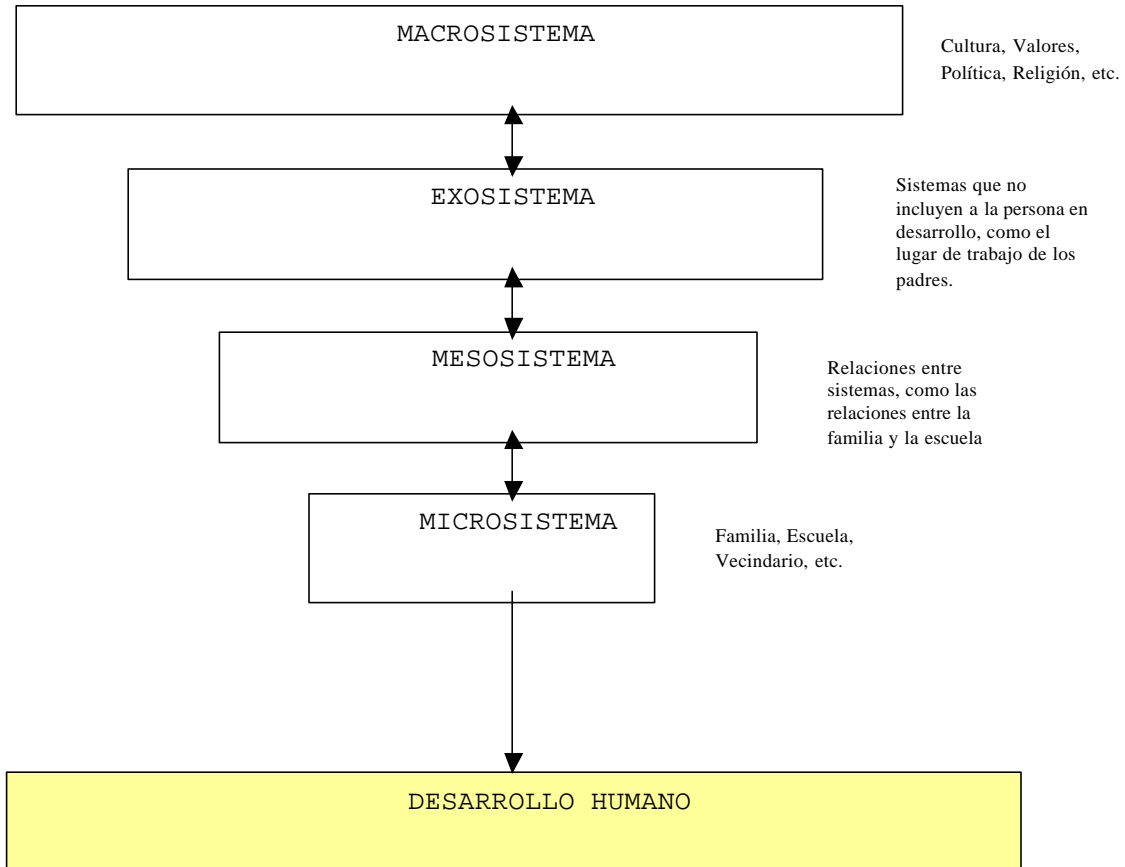 MACROSISTEMA
Cultura, Valores,
Política, Religión, etc.
EXOSISTEMA
Sistemas que no
incluyen a la persona en
desarrollo, como el
lugar de trabajo de los
padres.
MESOSISTEMA
Relaciones entre
sistemas, como las
relaciones entre la
familia y la escuela
MICROSISTEMA
Familia, Escuela,
Vecindario, etc.
DESARROLLO HUMANO